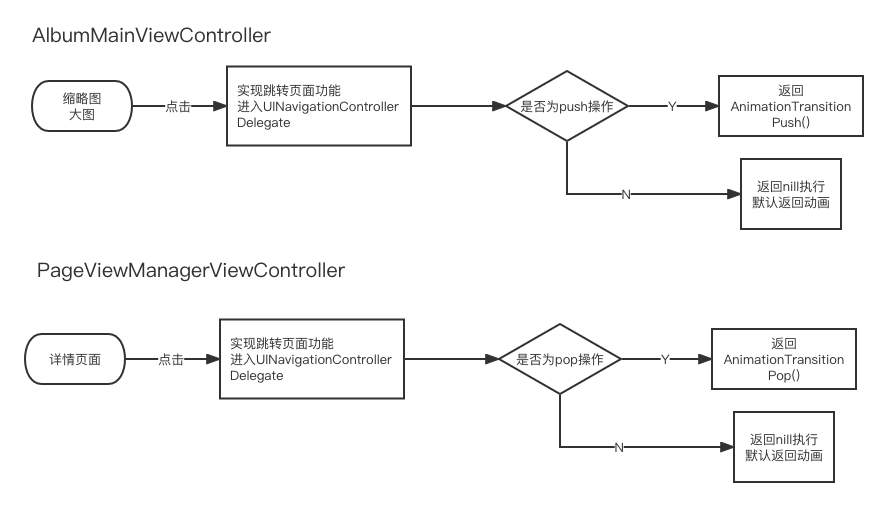 AlbumMainViewController
缩略图
大图
点击
实现跳转页面功能
进入UINavigationController
Delegate
是否为push操作
Y
返回
AnimationTransition
Push()
N
返回nill执行
默认返回动画
PageViewManagerViewController
详情页面
点击
实现跳转页面功能
进入UINavigationController
Delegate
是否为pop操作
Y
返回
AnimationTransition
Pop()
N
返回nill执行
默认返回动画